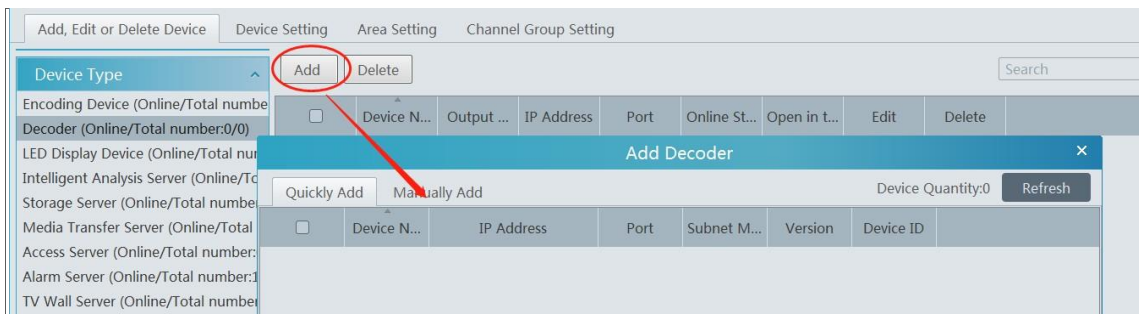 Add, Edit or Delete Device Device Setting Area Setting Channel Group Setting
Device Type Add Delete Search
Encoding Device (Online/Total numbe
Device N... Output ... IP Address Port Online St... Open in t... Edit Delete
Decoder (Online/Total number:0/0)
LED Display Device (Online/Total nur
Add Decoder
Intelligent Analysis Server (Online/Tc
Quickly Add Manually Add Device Quantity:0 Refresh
Storage Server (Online/Total number
Media Transfer Server (Online/Total
Device N... IP Address Port Subnet M... Version Device ID
Access Server (Online/Total number:
Alarm Server (Online/Total number:1
TV Wall Server (Online/Total number